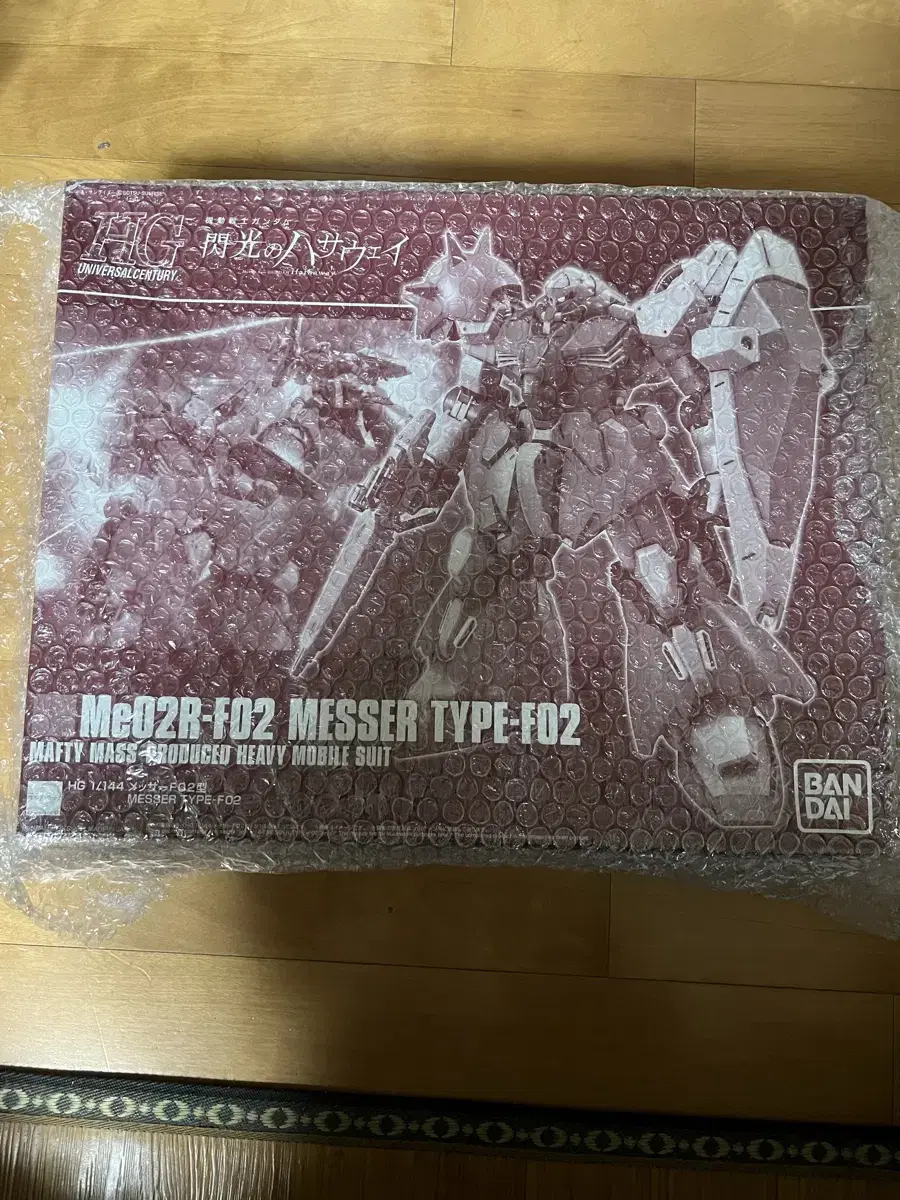 HG
UNIVERSAL CENTURY
機動戦士ガンダム
閃光のハサウェイ
Me02R-F02 MESSER TYPE-F02
MAFTY MASS-PRODUCED HEAVY MOBILE SUIT
HG 1/144 メッサーF02型
MESSER TYPE-F02
BAN
DAI